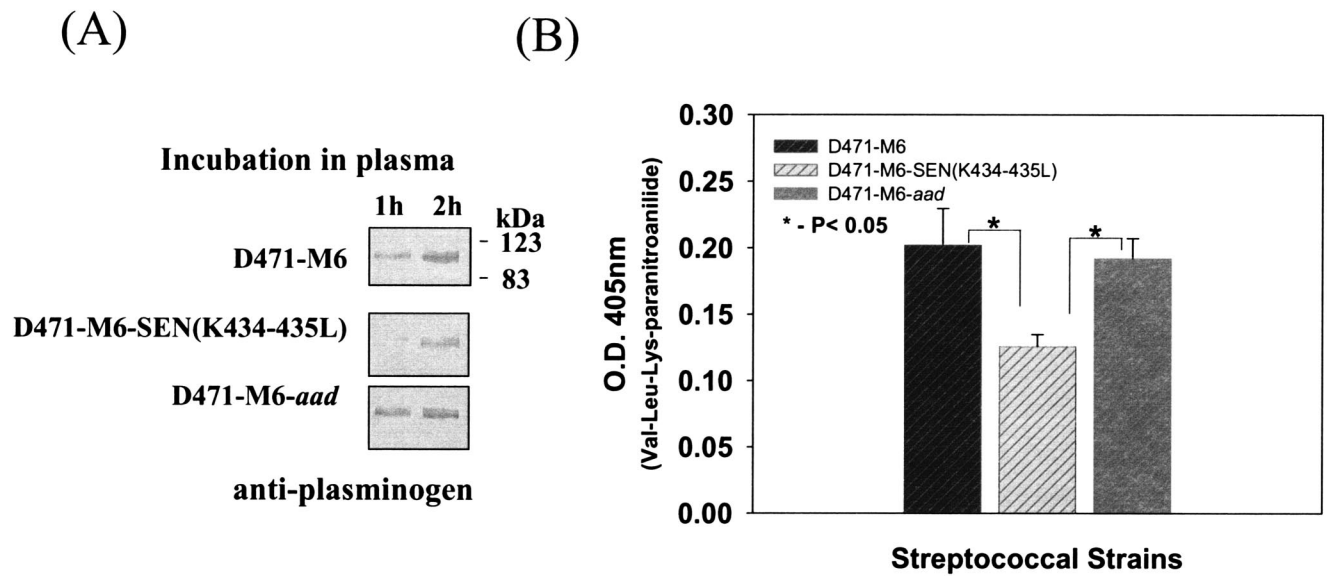 (A)
Incubation in plasma
1h 2h
kDa
D471-M6
- 123
- 83
D471-M6-SEN(K434-435L)
D471-M6-aad
anti-plasminogen
(B)
O.D. 405nm
(Val-Leu-Lys-paranitroanilide)
0.30
0.25
0.20
0.15
0.10
0.05
0.00
D471-M6
D471-M6-SEN(K434-435L)
D471-M6-aad
* - P< 0.05
*
*
Streptococcal Strains